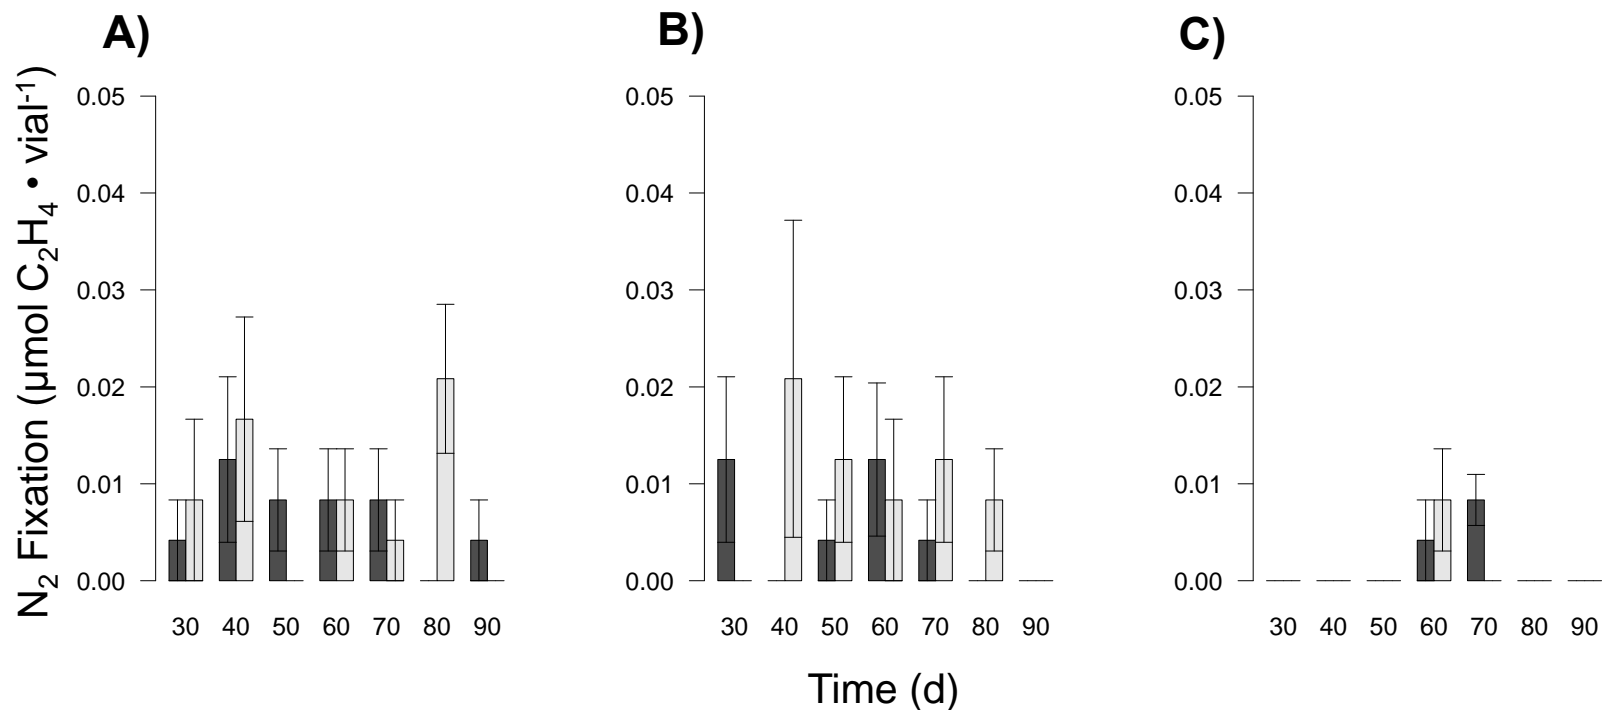 A) B) C)
N₂ Fixation (μmol C₂H₄ • vial⁻¹)
0.05 0.05 0.05
0.04 0.04 0.04
0.03 0.03 0.03
0.02 0.02 0.02
0.01 0.01 0.01
0.00 0.00 0.00
30 40 50 60 70 80 90 30 40 50 60 70 80 90 30 40 50 60 70 80 90
Time (d)